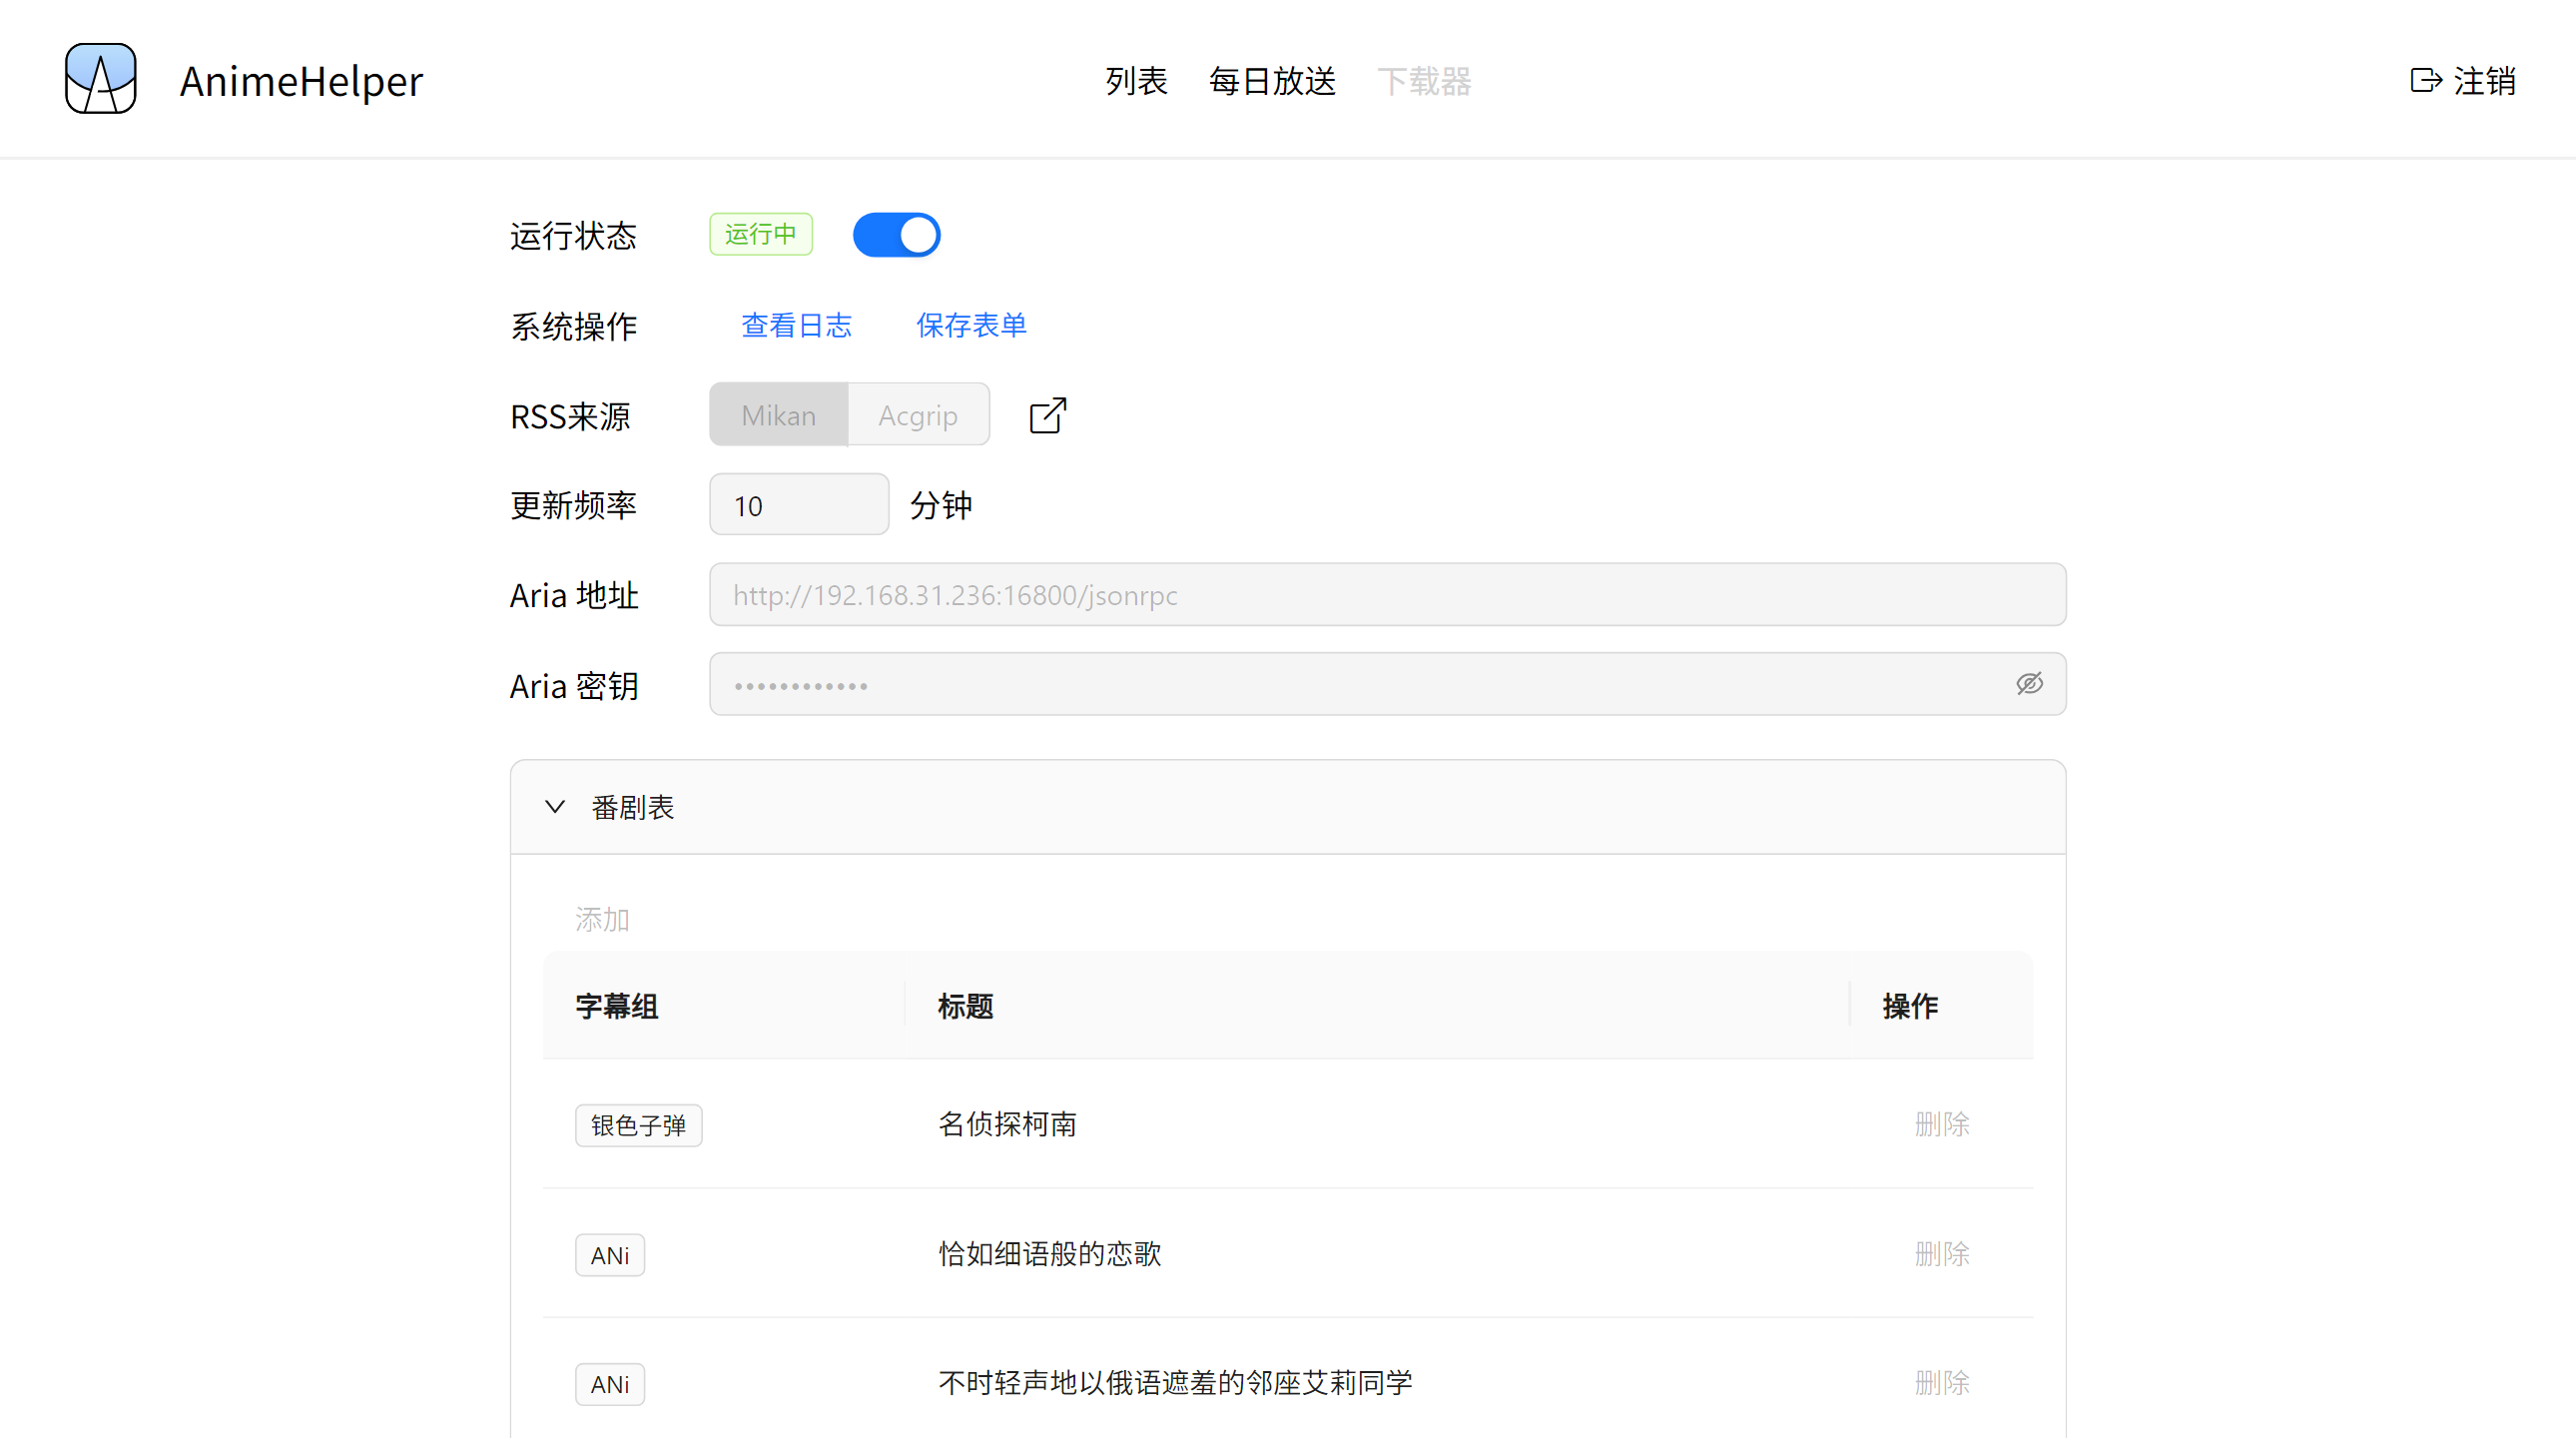 AnimeHelper
列表 每日放送 下载器
注销
运行状态 运行中
系统操作 查看日志 保存表单
RSS来源 Mikan Acgrip
更新频率 10 分钟
Aria 地址 http://192.168.31.236:16800/jsonrpc
Aria 密钥 ••••••••••••
番剧表
添加
字幕组 标题 操作
银色子弹 名侦探柯南 删除
ANi 恰如细语般的恋歌 删除
ANi 不时轻声地以俄语遮羞的邻座艾莉同学 删除